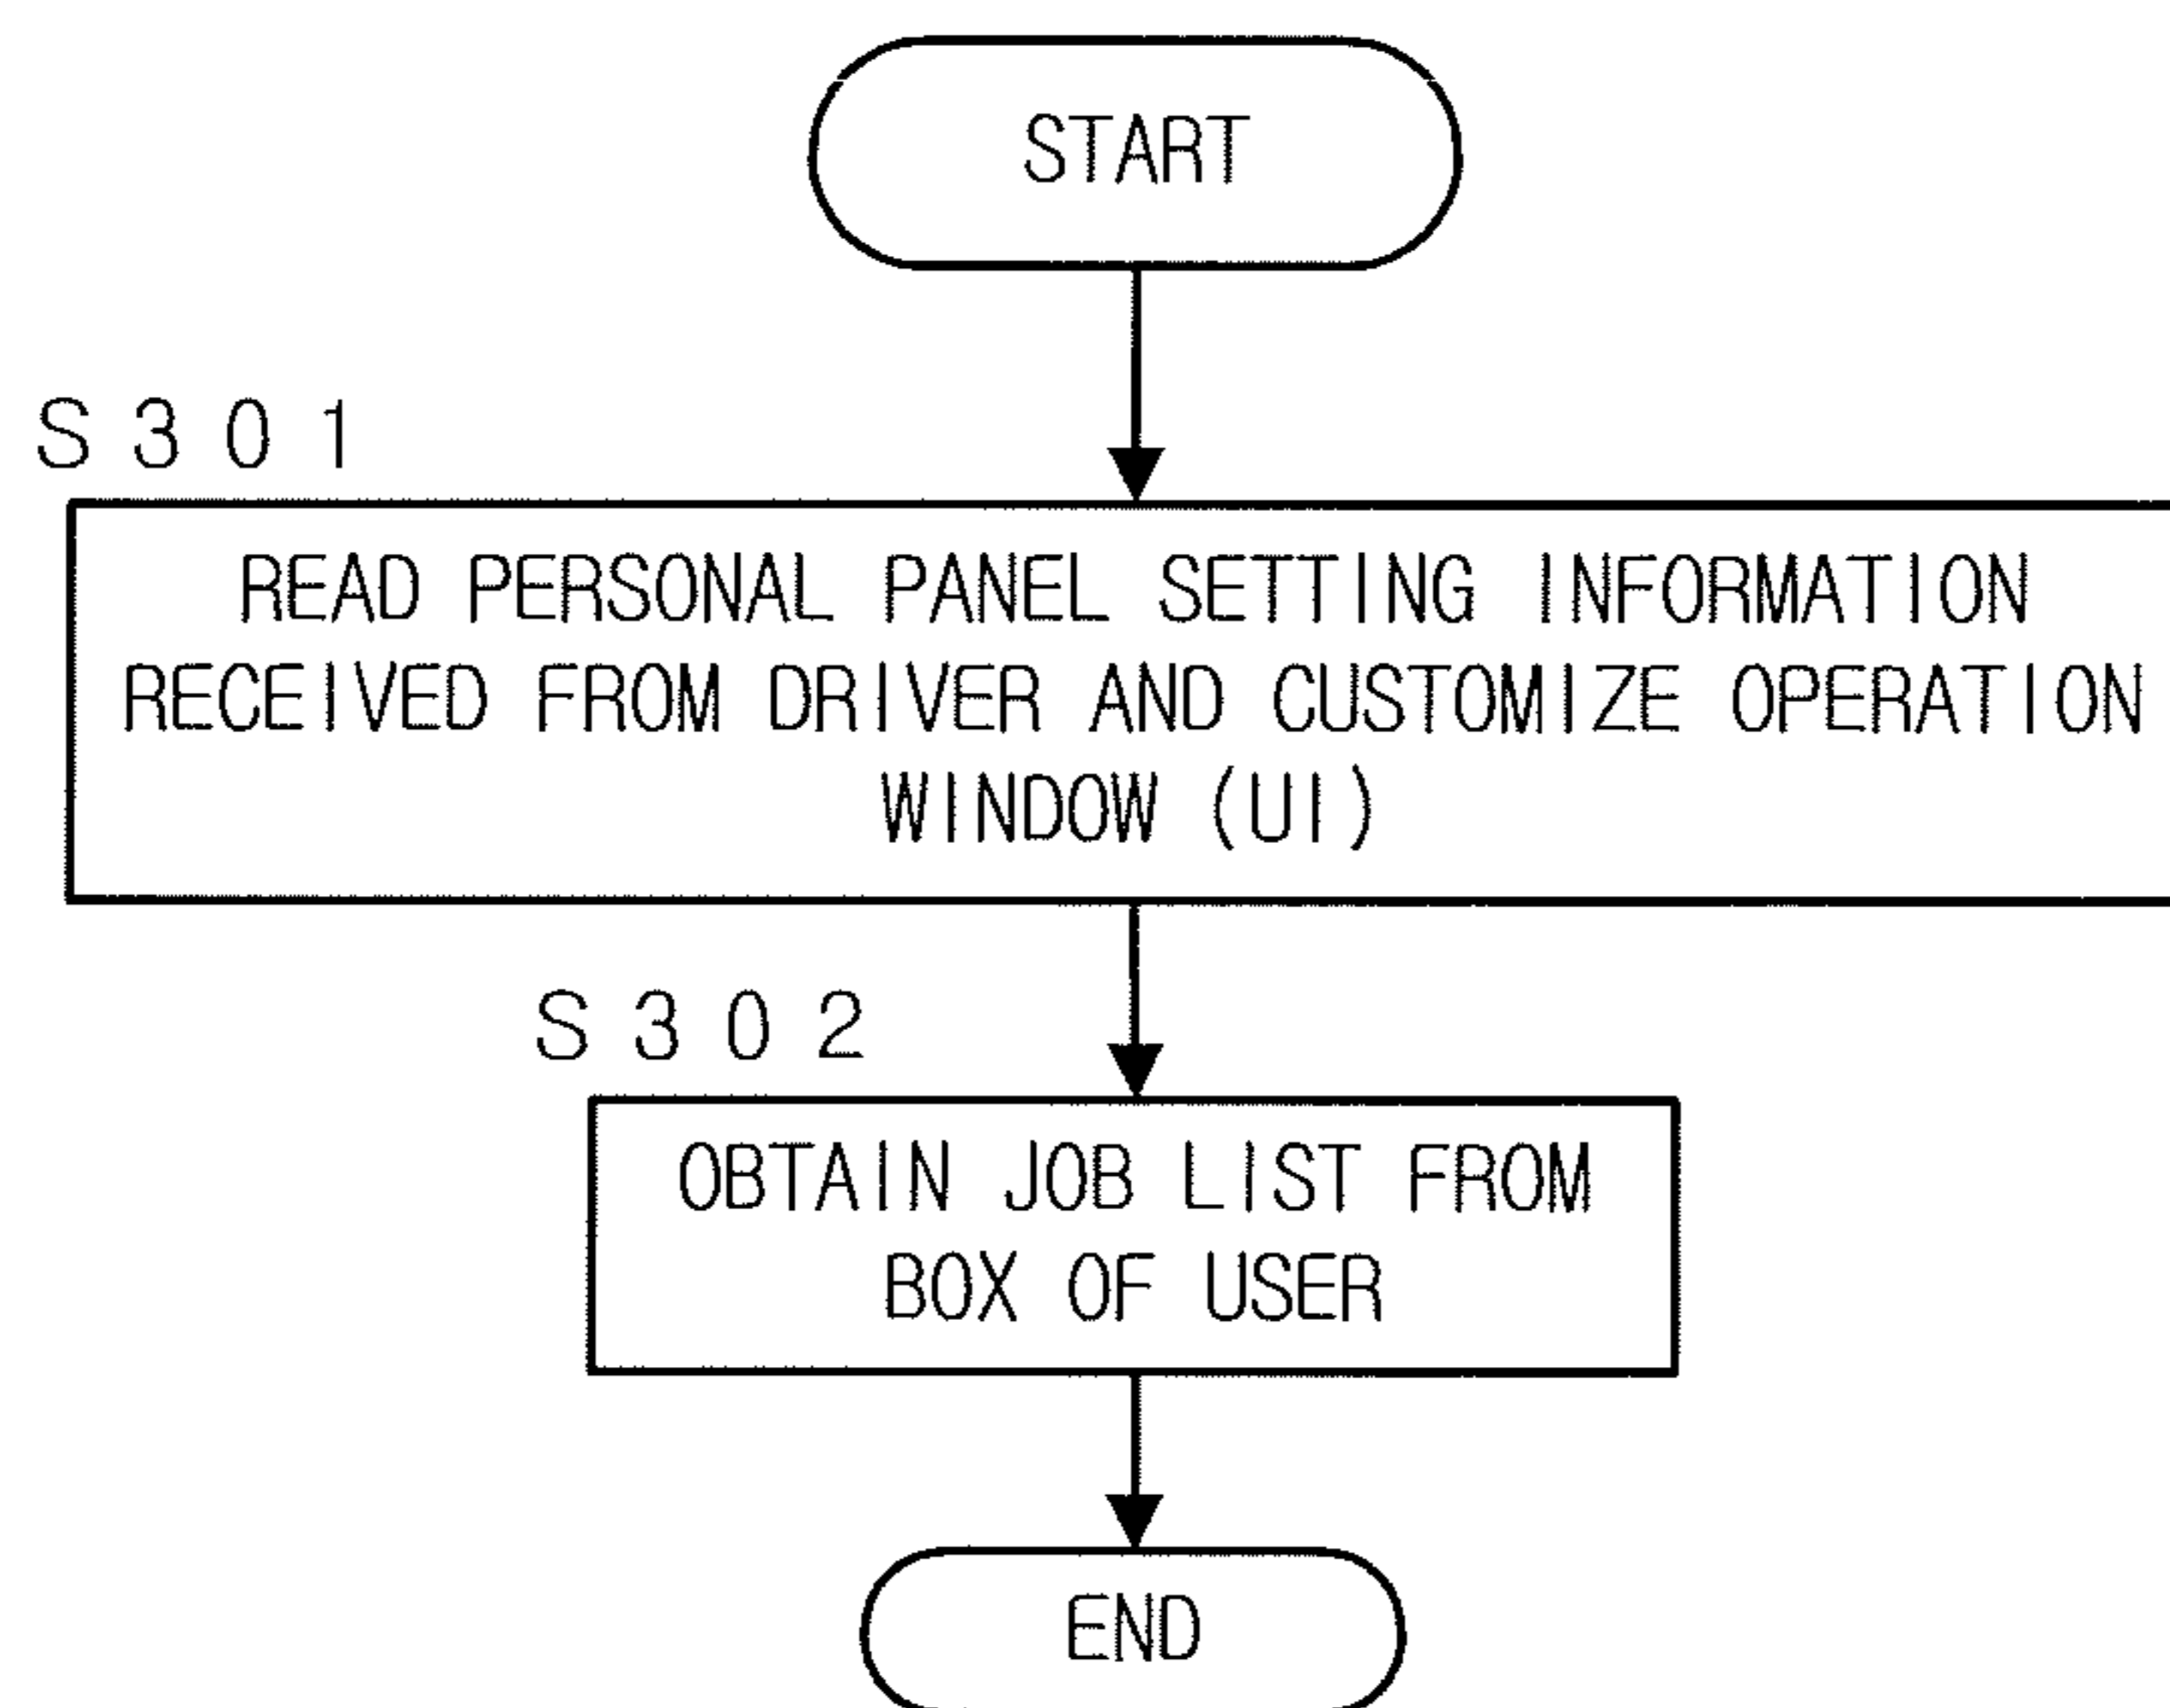 START
S301
READ PERSONAL PANEL SETTING INFORMATION
RECEIVED FROM DRIVER AND CUSTOMIZE OPERATION
WINDOW (UI)
S302
OBTAIN JOB LIST FROM
BOX OF USER
END